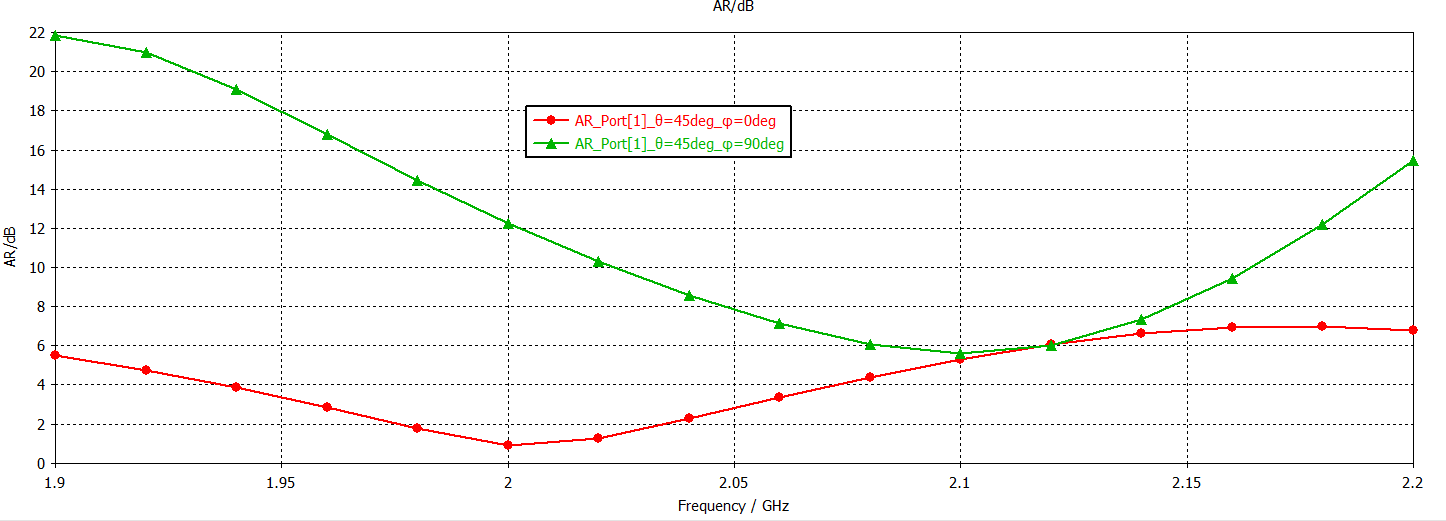 AR/dB
22
20
18
16
14
12
10
8
6
4
2
0
AR/dB
AR_Port[1]_θ=45deg_φ=0deg
AR_Port[1]_θ=45deg_φ=90deg
1.9 1.95 2 2.05 2.1 2.15 2.2
Frequency / GHz